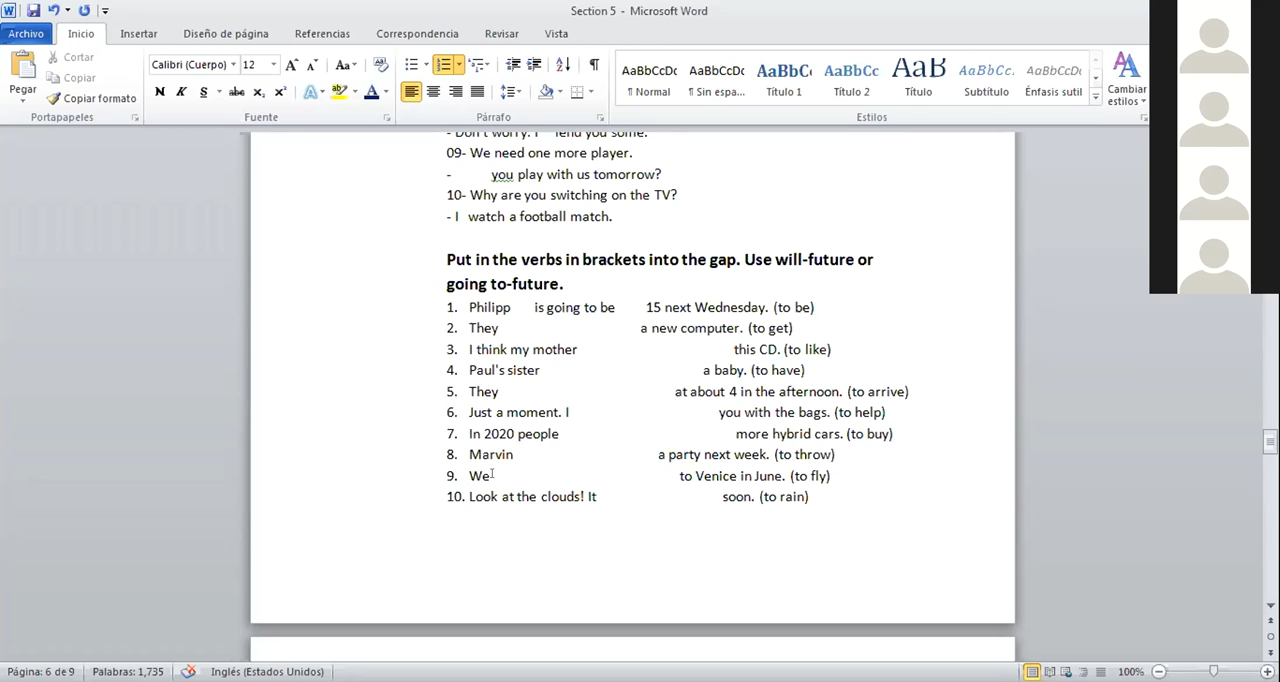 Section 5 - Microsoft Word
Archivo Inicio Insertar Diseño de página Referencias Correspondencia Revisar Vista
Cortar
Copiar
Copiar formato
Pegar
Calibri (Cuerpo) 12
N K S abc x₂ x² A ab A
AaBbCcDc AaBbCcDc AaBbC AaBbCc AaB AaBbCc. AaBbCcDc
¶ Normal ¶ Sin espa... Título 1 Título 2 Título Subtítulo Énfasis sutil
Cambiar estilos
Portapapeles Fuente Párrafo Estilos
- Don't worry. I lend you some.
09- We need one more player.
- you play with us tomorrow?
10- Why are you switching on the TV?
- I watch a football match.
Put in the verbs in brackets into the gap. Use will-future or
going to-future.
1. Philipp is going to be 15 next Wednesday. (to be)
2. They a new computer. (to get)
3. I think my mother this CD. (to like)
4. Paul's sister a baby. (to have)
5. They at about 4 in the afternoon. (to arrive)
6. Just a moment. I you with the bags. (to help)
7. In 2020 people more hybrid cars. (to buy)
8. Marvin a party next week. (to throw)
9. We to Venice in June. (to fly)
10. Look at the clouds! It soon. (to rain)
Página: 6 de 9 Palabras: 1,735 Inglés (Estados Unidos) 100%